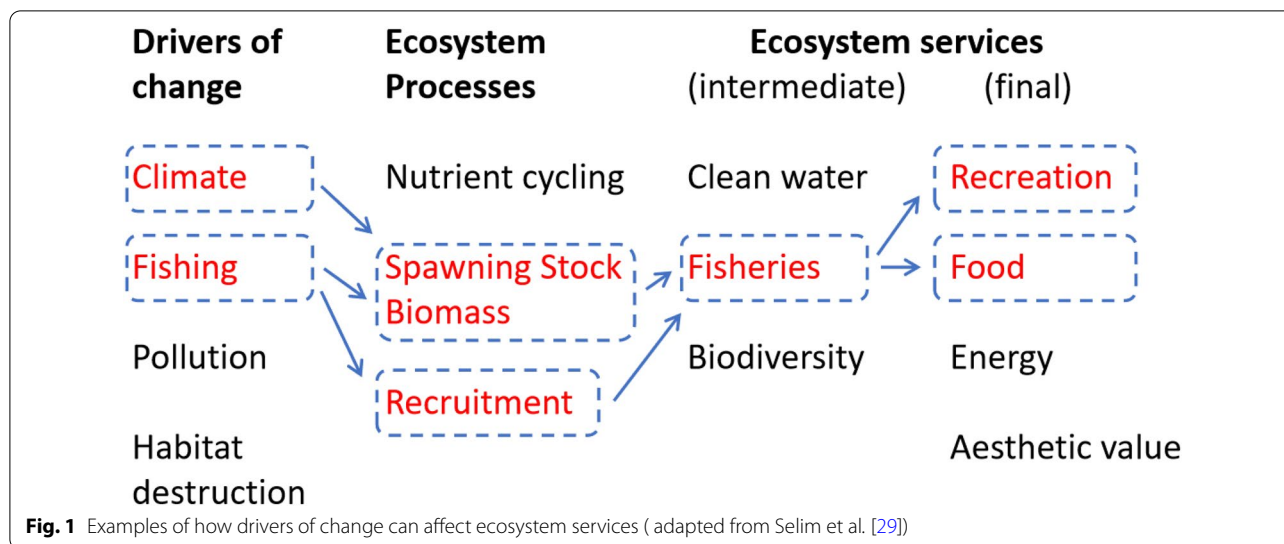 Drivers of change
Ecosystem Processes
Ecosystem services
(intermediate) (final)
Climate
Nutrient cycling
Clean water
Recreation
Fishing
Spawning Stock
Biomass
Fisheries
Food
Pollution
Recruitment
Biodiversity
Energy
Habitat
destruction
Aesthetic value
Fig. 1 Examples of how drivers of change can affect ecosystem services ( adapted from Selim et al. [29])